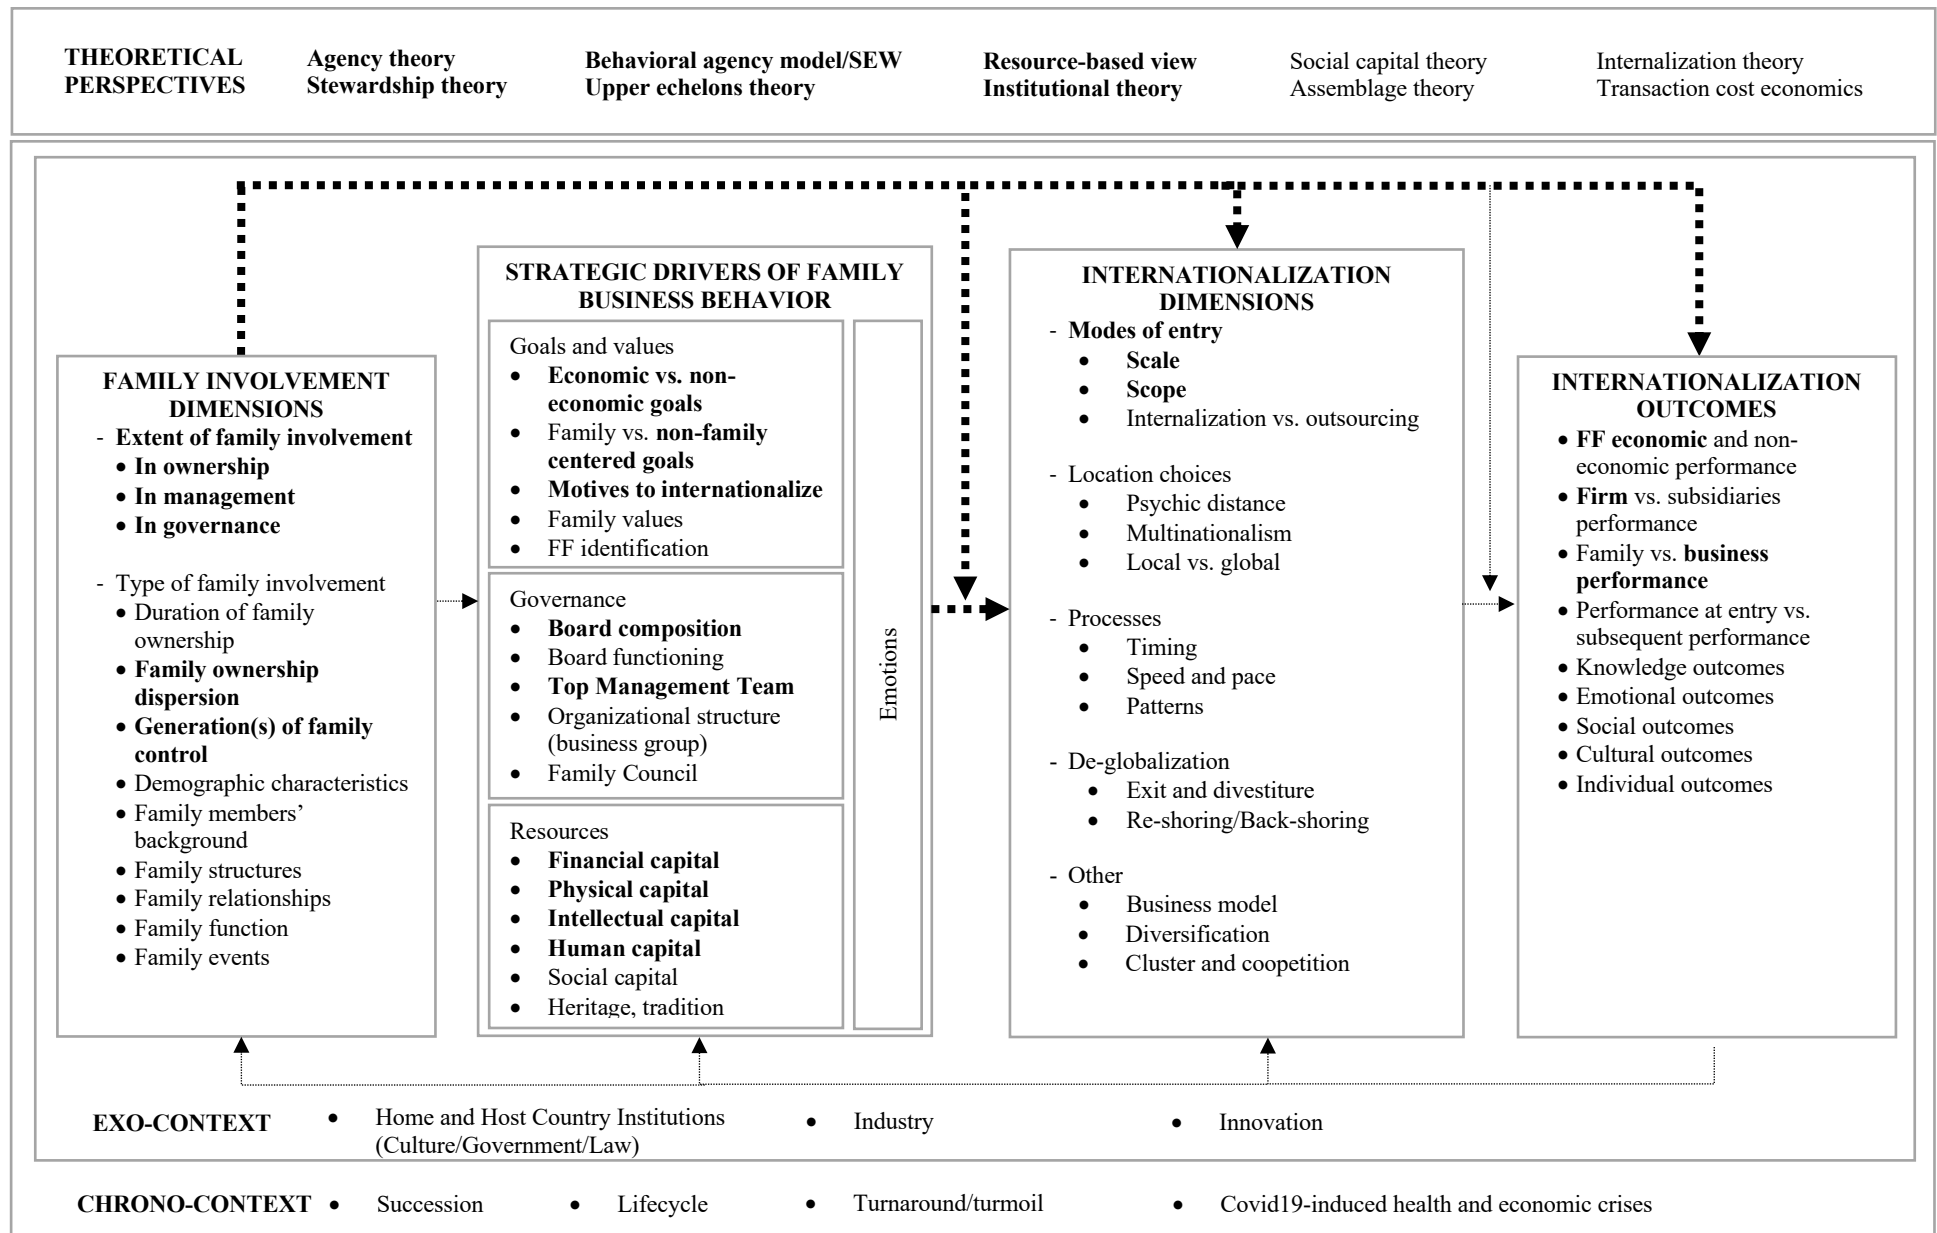 THEORETICAL
PERSPECTIVES
Agency theory
Stewardship theory
Behavioral agency model/SEW
Upper echelons theory
Resource-based view
Institutional theory
Social capital theory
Assemblage theory
Internalization theory
Transaction cost economics
FAMILY INVOLVEMENT
DIMENSIONS
- Extent of family involvement
• In ownership
• In management
• In governance
- Type of family involvement
• Duration of family
ownership
• Family ownership
dispersion
• Generation(s) of family
control
• Demographic characteristics
• Family members’
background
• Family structures
• Family relationships
• Family function
• Family events
STRATEGIC DRIVERS OF FAMILY
BUSINESS BEHAVIOR
Goals and values
• Economic vs. non-
economic goals
• Family vs. non-family
centered goals
• Motives to internationalize
• Family values
• FF identification
Governance
• Board composition
• Board functioning
• Top Management Team
• Organizational structure
(business group)
• Family Council
Resources
• Financial capital
• Physical capital
• Intellectual capital
• Human capital
• Social capital
• Heritage, tradition
Emotions
INTERNATIONALIZATION
DIMENSIONS
- Modes of entry
• Scale
• Scope
• Internalization vs. outsourcing
- Location choices
• Psychic distance
• Multinationalism
• Local vs. global
- Processes
• Timing
• Speed and pace
• Patterns
- De-globalization
• Exit and divestiture
• Re-shoring/Back-shoring
- Other
• Business model
• Diversification
• Cluster and coopetition
INTERNATIONALIZATION
OUTCOMES
• FF economic and non-
economic performance
• Firm vs. subsidiaries
performance
• Family vs. business
performance
• Performance at entry vs.
subsequent performance
• Knowledge outcomes
• Emotional outcomes
• Social outcomes
• Cultural outcomes
• Individual outcomes
EXO-CONTEXT
• Home and Host Country Institutions
(Culture/Government/Law)
• Industry
• Innovation
CHRONO-CONTEXT
• Succession
• Lifecycle
• Turnaround/turmoil
• Covid19-induced health and economic crises